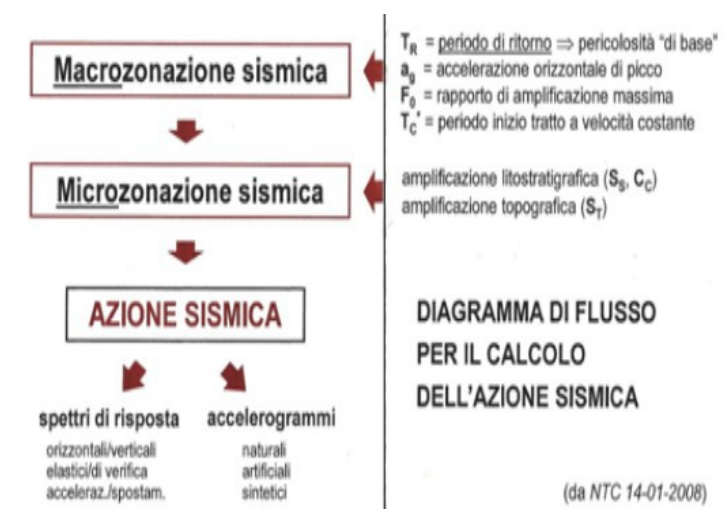 Macrozonazione sismica
T_R = periodo di ritorno ⇒ pericolosità "di base"
a_g = accelerazione orizzontale di picco
F_0 = rapporto di amplificazione massima
T_C' = periodo inizio tratto a velocità costante
Microzonazione sismica
amplificazione litostratigrafica (S_S, C_C)
amplificazione topografica (S_T)
AZIONE SISMICA
spettri di risposta
orizzontali/verticali
elastici/di verifica
acceleraz./spostam.
accelerogrammi
naturali
artificiali
sintetici
DIAGRAMMA DI FLUSSO
PER IL CALCOLO
DELL'AZIONE SISMICA
(da NTC 14-01-2008)